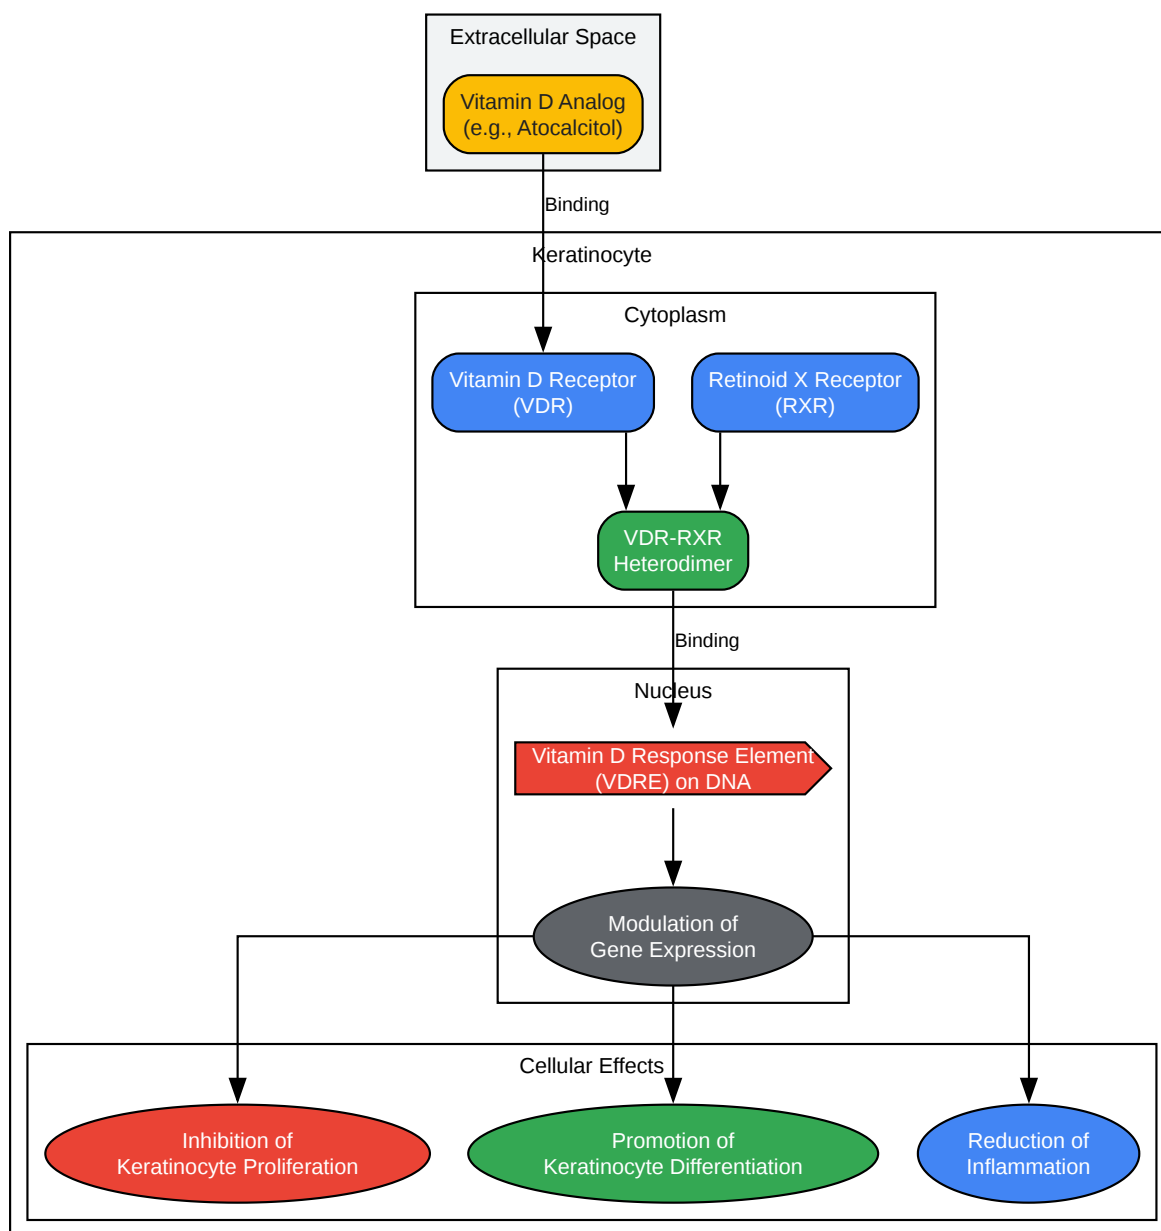 Extracellular Space
Vitamin D Analog
(e.g., Atocalcitol)
Binding
Keratinocyte
Cytoplasm
Vitamin D Receptor
(VDR)
Retinoid X Receptor
(RXR)
VDR-RXR
Heterodimer
Binding
Nucleus
Vitamin D Response Element
(VDRE) on DNA
Modulation of
Gene Expression
Cellular Effects
Inhibition of
Keratinocyte Proliferation
Promotion of
Keratinocyte Differentiation
Reduction of
Inflammation